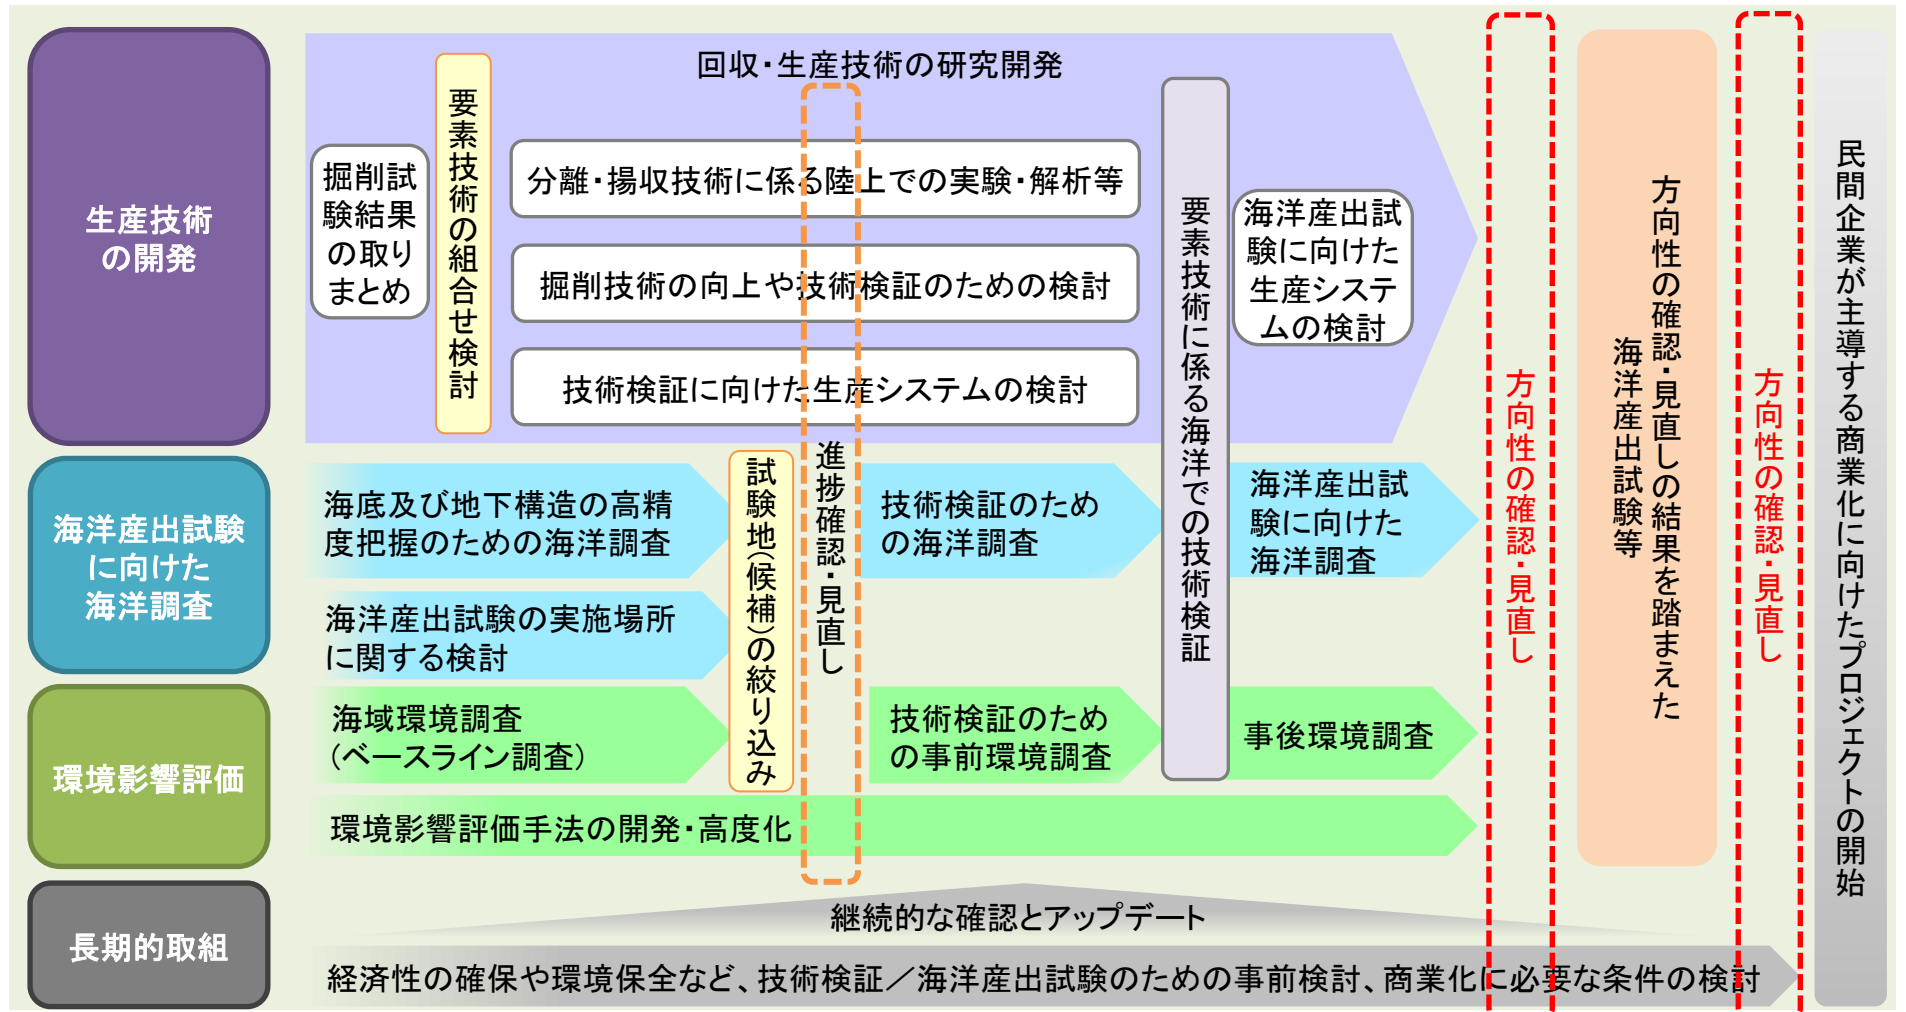 生産技術
の開発
回収・生産技術の研究開発
掘削試
験結果
の取り
まとめ
要素技術の組合せ検討
分離・揚収技術に係る陸上での実験・解析等
掘削技術の向上や技術検証のための検討
技術検証に向けた生産システムの検討
要素技術に係る海洋での技術検証
海洋産出試
験に向けた
生産システ
ムの検討
海洋産出試験
に向けた
海洋調査
海底及び地下構造の高精
度把握のための海洋調査
海洋産出試験の実施場所
に関する検討
試験地(候補)の絞り込み
進捗確認・見直し
技術検証のため
の海洋調査
海洋産出試
験に向けた
海洋調査
環境影響評価
海域環境調査
(ベースライン調査)
技術検証のため
の事前環境調査
事後環境調査
環境影響評価手法の開発・高度化
長期的取組
継続的な確認とアップデート
経済性の確保や環境保全など、技術検証／海洋産出試験のための事前検討、商業化に必要な条件の検討
方向性の確認・見直し
方向性の確認・見直しの結果を踏まえた
海洋産出試験等
方向性の確認・見直し
民間企業が主導する商業化に向けたプロジェクトの開始